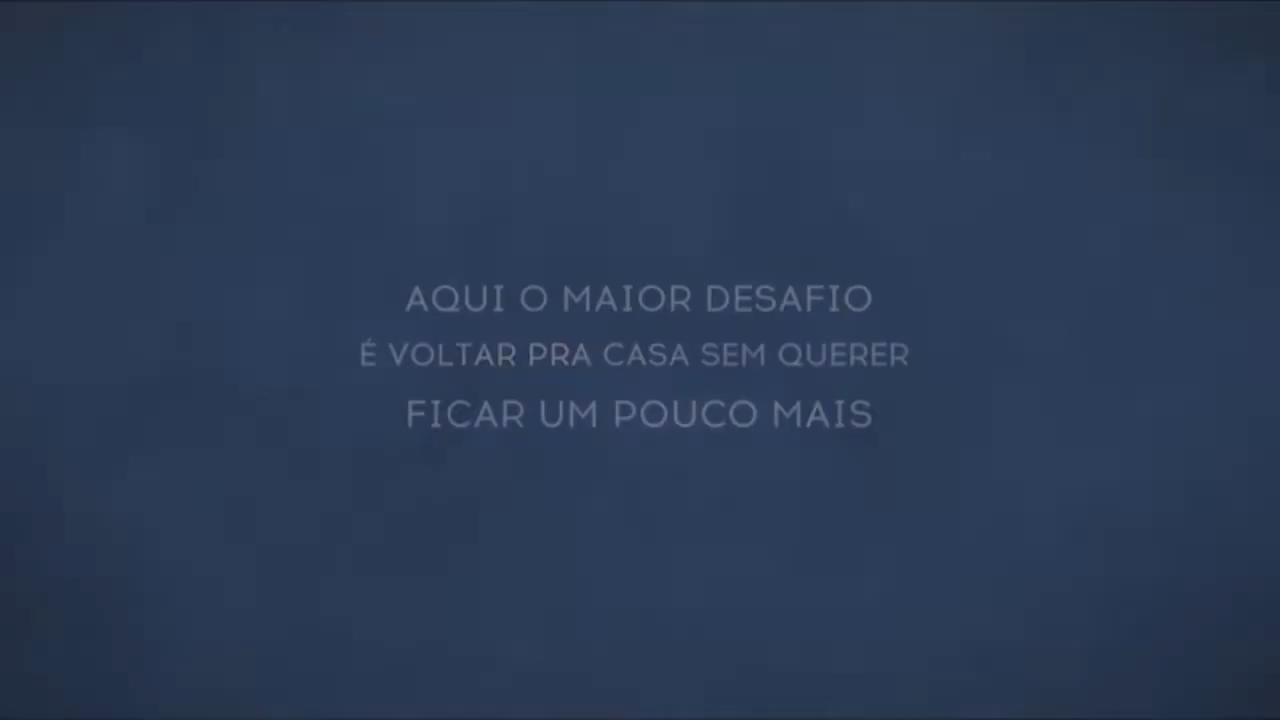 AQUI O MAIOR DESAFIO
É VOLTAR PRA CASA SEM QUERER
FICAR UM POUCO MAIS